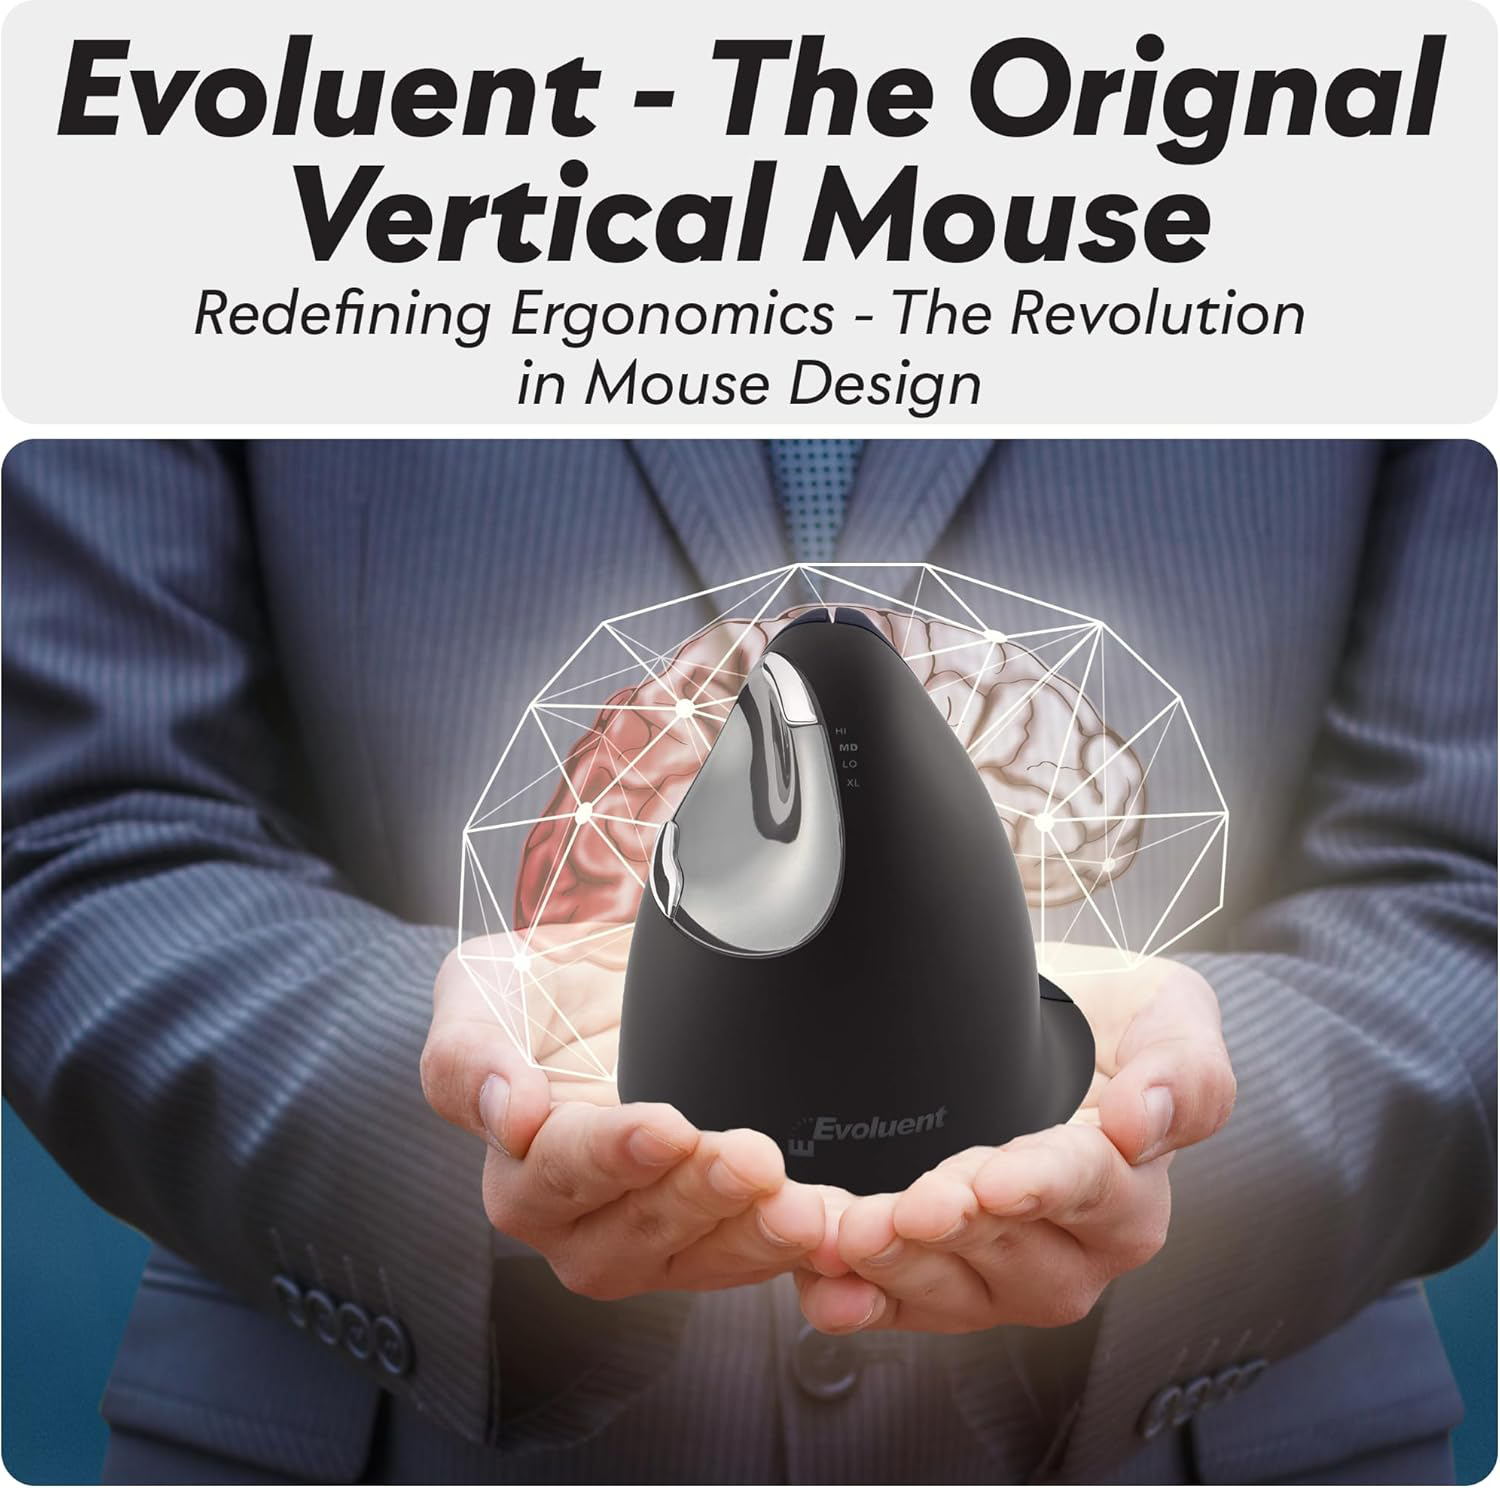 Evoluent - The Orignal
Vertical Mouse
Redefining Ergonomics - The Revolution
in Mouse Design
HI
MD
LO
XL
Evoluent